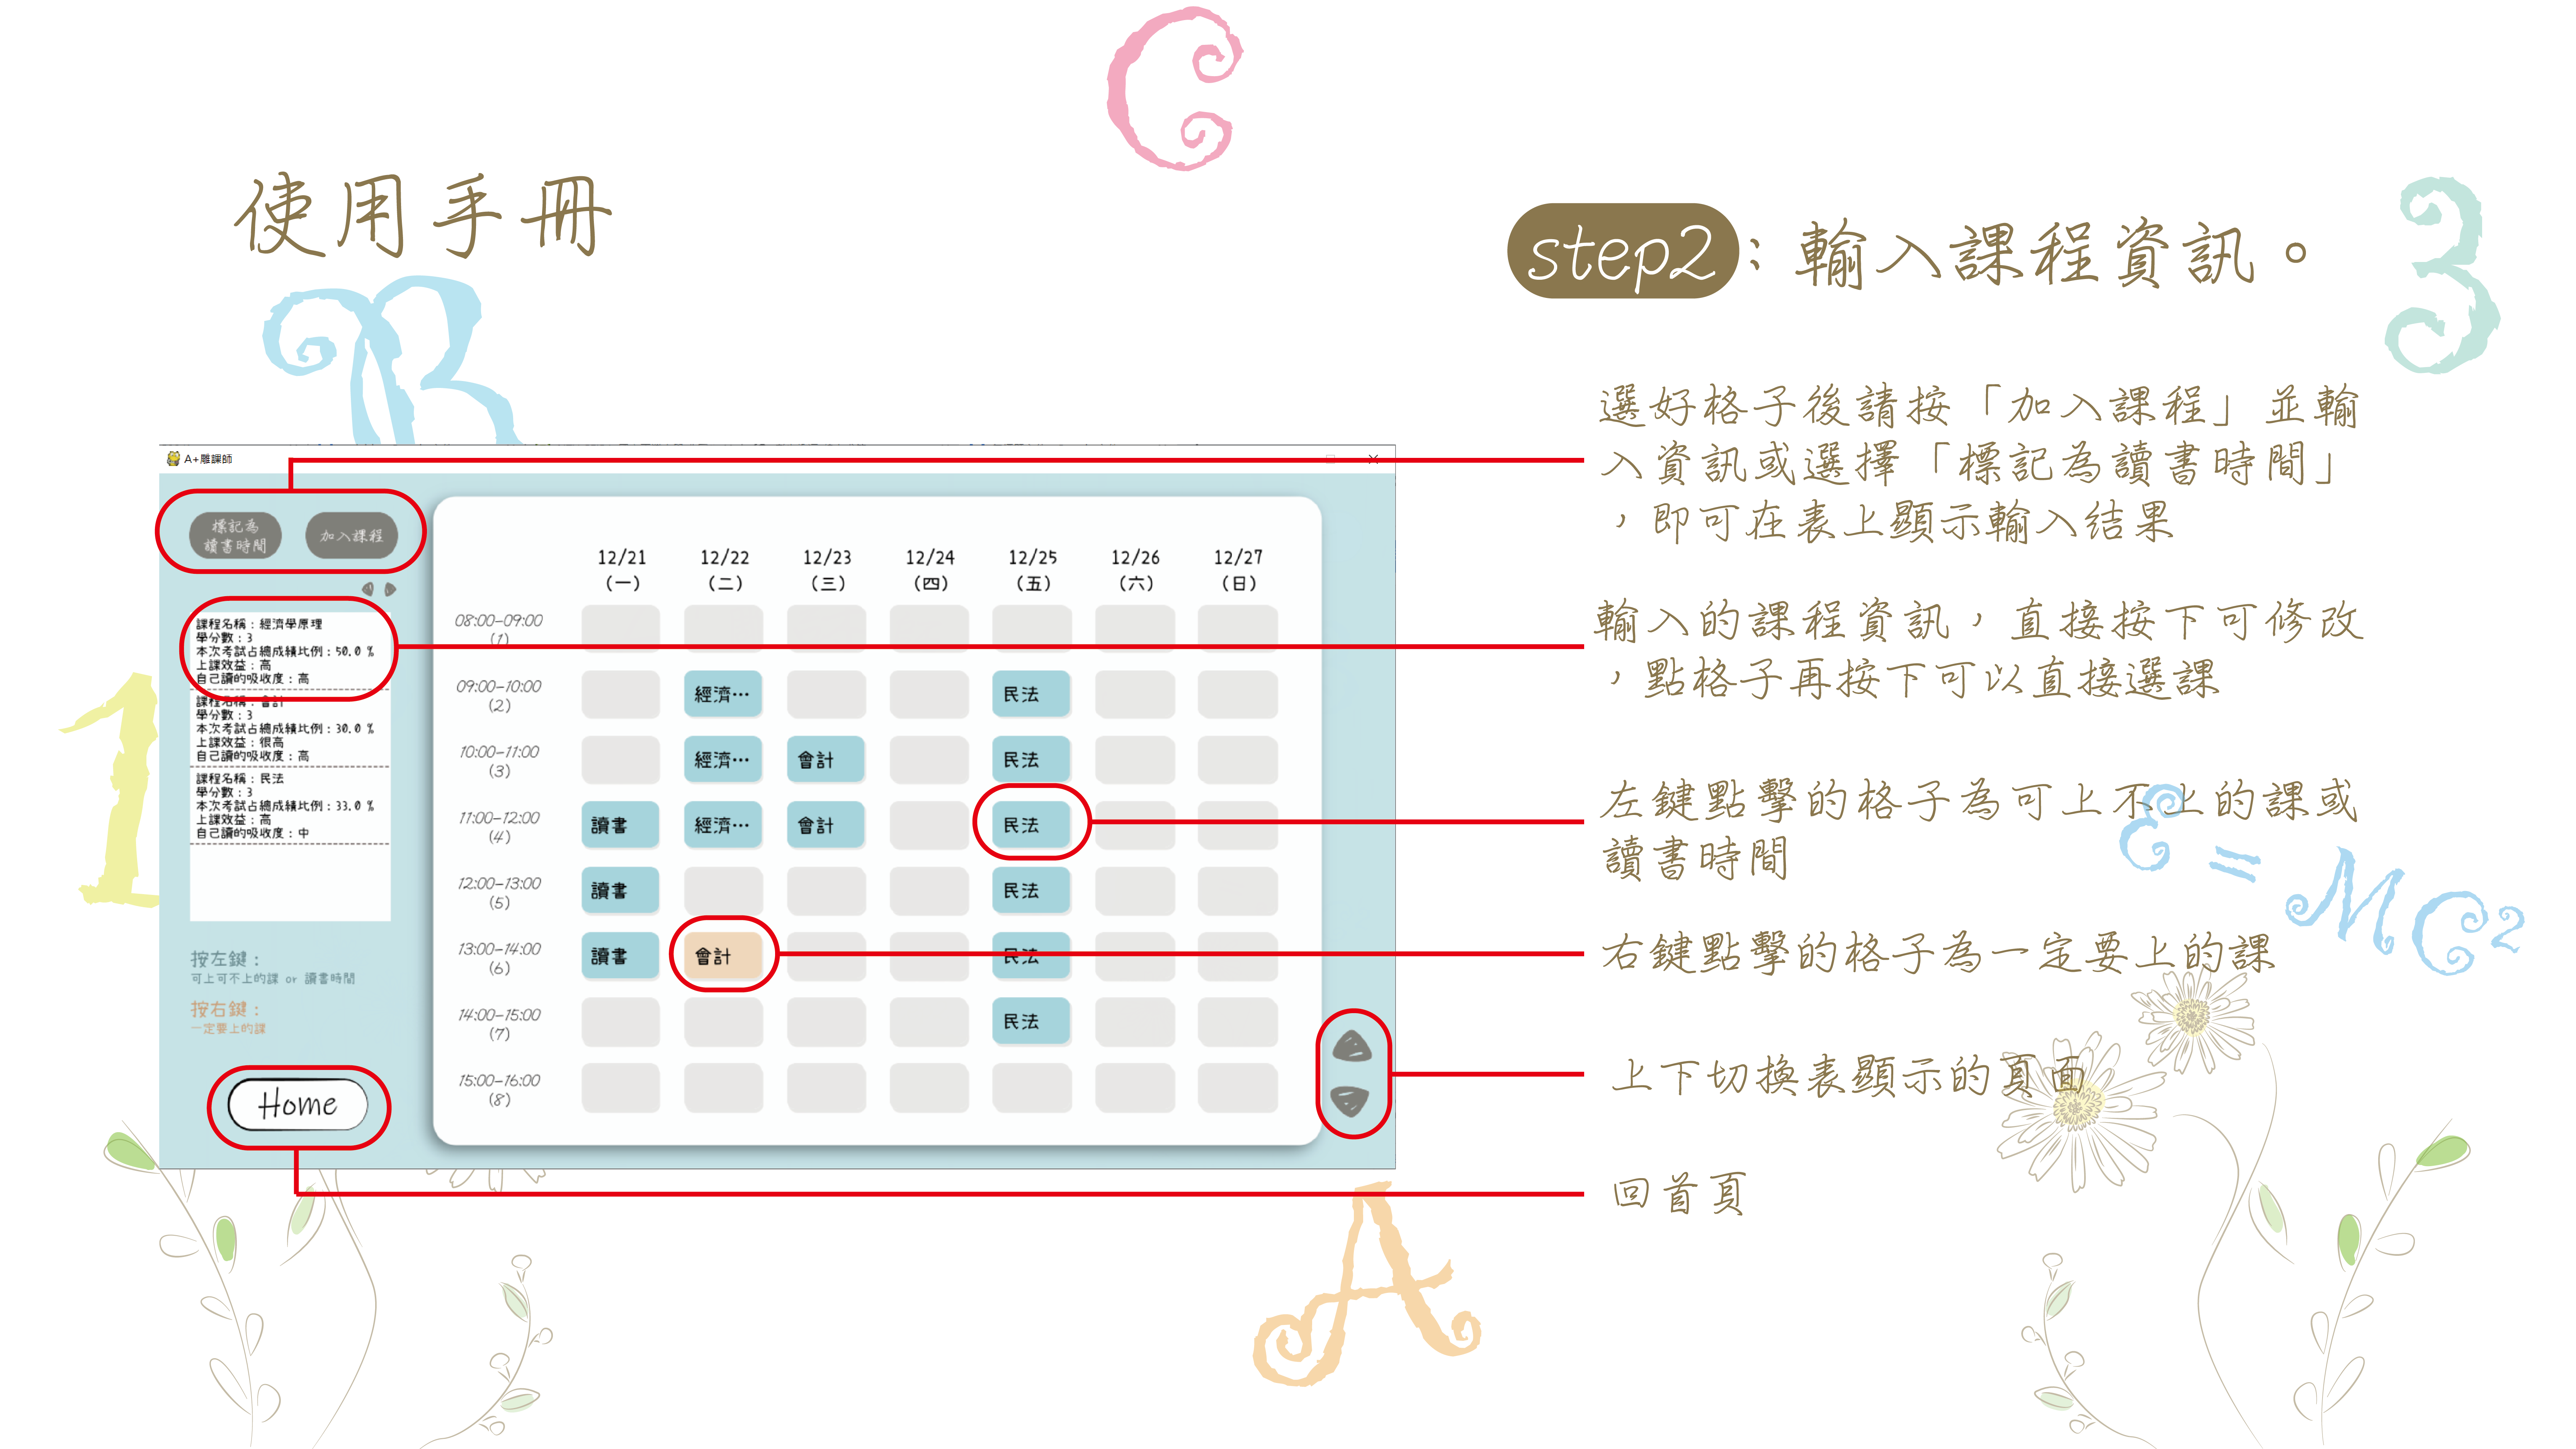 C
使用手冊
step2：輸入課程資訊。
3
R
選好格子後請按「加入課程」並輸
入資訊或選擇「標記為讀書時間」
，即可在表上顯示輸入結果
輸入的課程資訊，直接按下可修改
，點格子再按下可以直接選課
左鍵點擊的格子為可上不上的課或
讀書時間
右鍵點擊的格子為一定要上的課
上下切換表顯示的頁面
回首頁
A+雕課師
標記為
讀書時間
加入課程
課程名稱：經濟學原理
學分數：3
本次考試占總成績比例：50.0 %
上課效益：高
自己讀的吸收度：高
課程名稱：會計
學分數：3
本次考試占總成績比例：30.0 %
上課效益：很高
自己讀的吸收度：高
課程名稱：民法
學分數：3
本次考試占總成績比例：33.0 %
上課效益：高
自己讀的吸收度：中
按左鍵：
可上可不上的課 or 讀書時間
按右鍵：
一定要上的課
Home
12/21 12/22 12/23 12/24 12/25 12/26 12/27
(一) (二) (三) (四) (五) (六) (日)
08:00-09:00
(1)
09:00-10:00
(2)
經濟… 民法
10:00-11:00
(3)
經濟… 會計 民法
11:00-12:00
(4)
讀書 經濟… 會計 民法
12:00-13:00
(5)
讀書 民法
13:00-14:00
(6)
讀書 會計 民法
14:00-15:00
(7)
民法
15:00-16:00
(8)
1
E=MC²
A